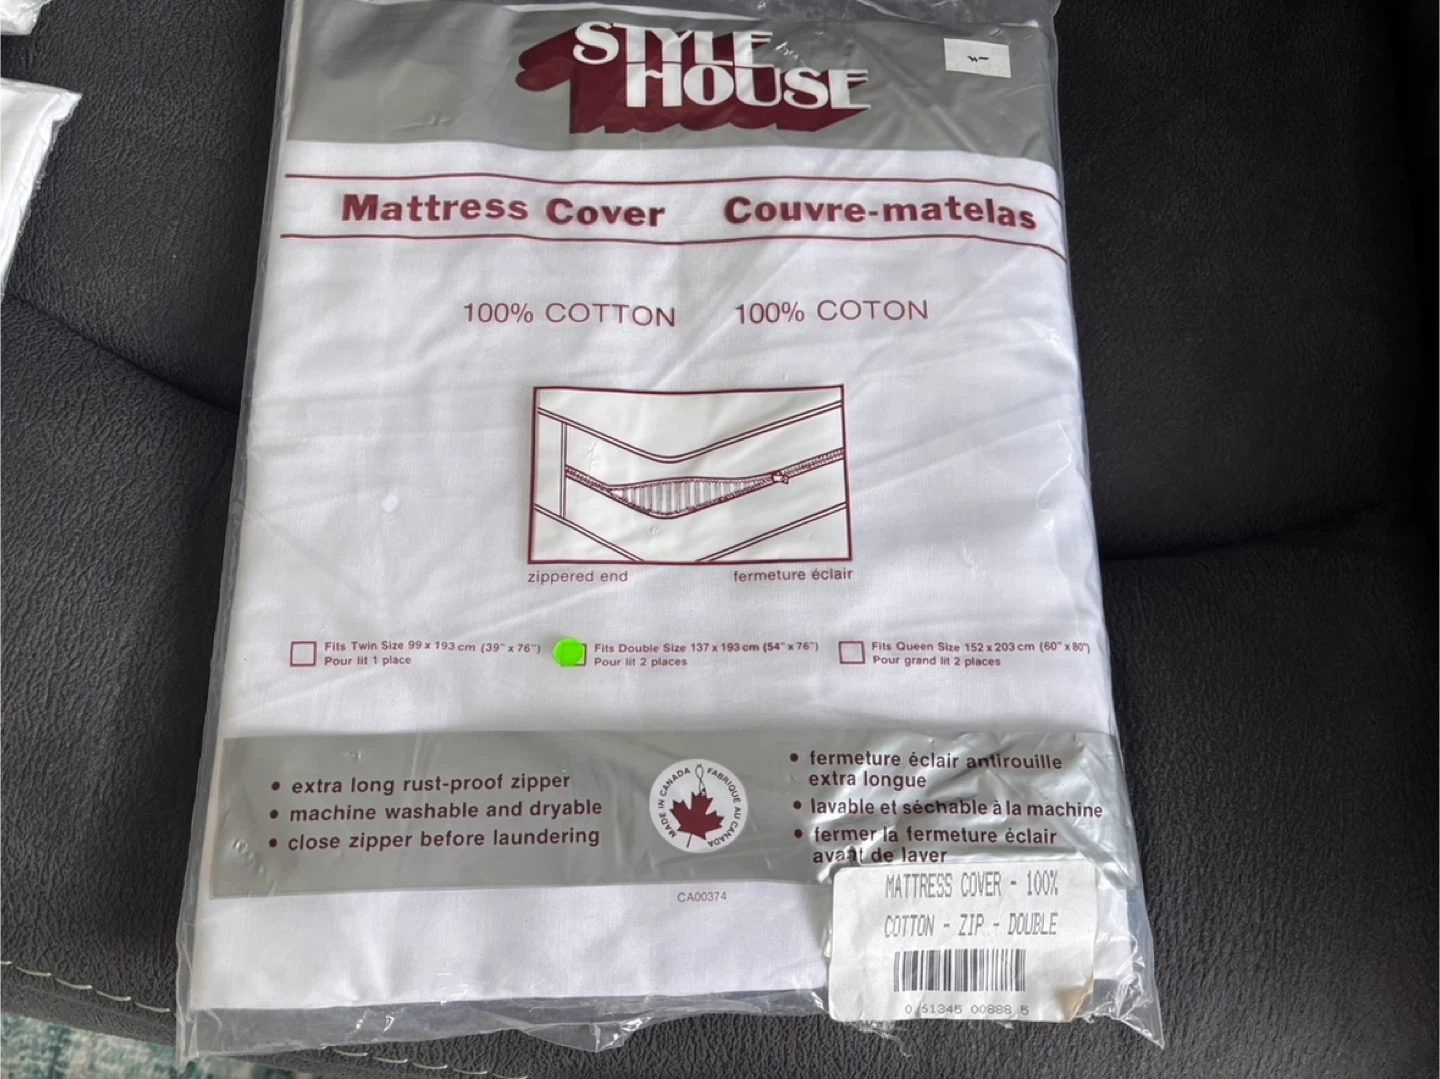 STYLE
HOUSE
Mattress Cover
Couvre-matelas
100% COTTON
100% COTON
zippered end
fermeture éclair
Fits Twin Size 99 x 193 cm (39" x 76")
Pour lit 1 place
Fits Double Size 137 x 193 cm (54" x 76")
Pour lit 2 places
Fits Queen Size 152 x 203 cm (60" x 80")
Pour grand lit 2 places
• extra long rust-proof zipper
• machine washable and dryable
• close zipper before laundering
MADE IN CANADA
FABRIQUE AU CANADA
• fermeture éclair antirouille
extra longue
• lavable et séchable à la machine
• fermer la fermeture éclair
avant de laver
CA00374
MATTRESS COVER - 100%
COTTON - ZIP - DOUBLE
0 61345 00888 5